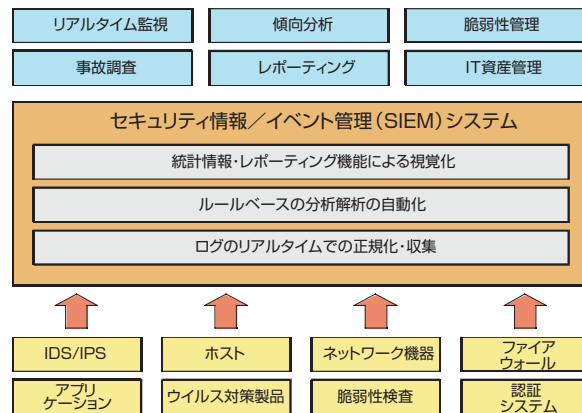 リアルタイム監視
傾向分析
脆弱性管理
事故調査
レポーティング
IT資産管理
セキュリティ情報／イベント管理（SIEM）システム
統計情報・レポーティング機能による視覚化
ルールベースの分析解析の自動化
ログのリアルタイムでの正規化・収集
IDS/IPS
ホスト
ネットワーク機器
ファイア
ウォール
アプリ
ケーション
ウイルス対策製品
脆弱性検査
認証
システム